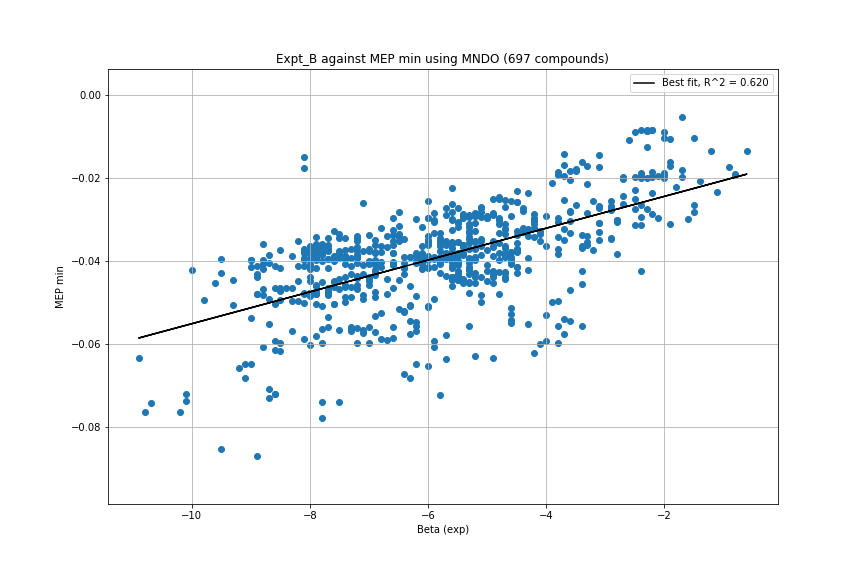 Expt_B against MEP min using MNDO (697 compounds)
Best fit, R^2 = 0.620
0.00
−0.02
−0.04
−0.06
−0.08
MEP min
−10
−8
−6
−4
−2
Beta (exp)